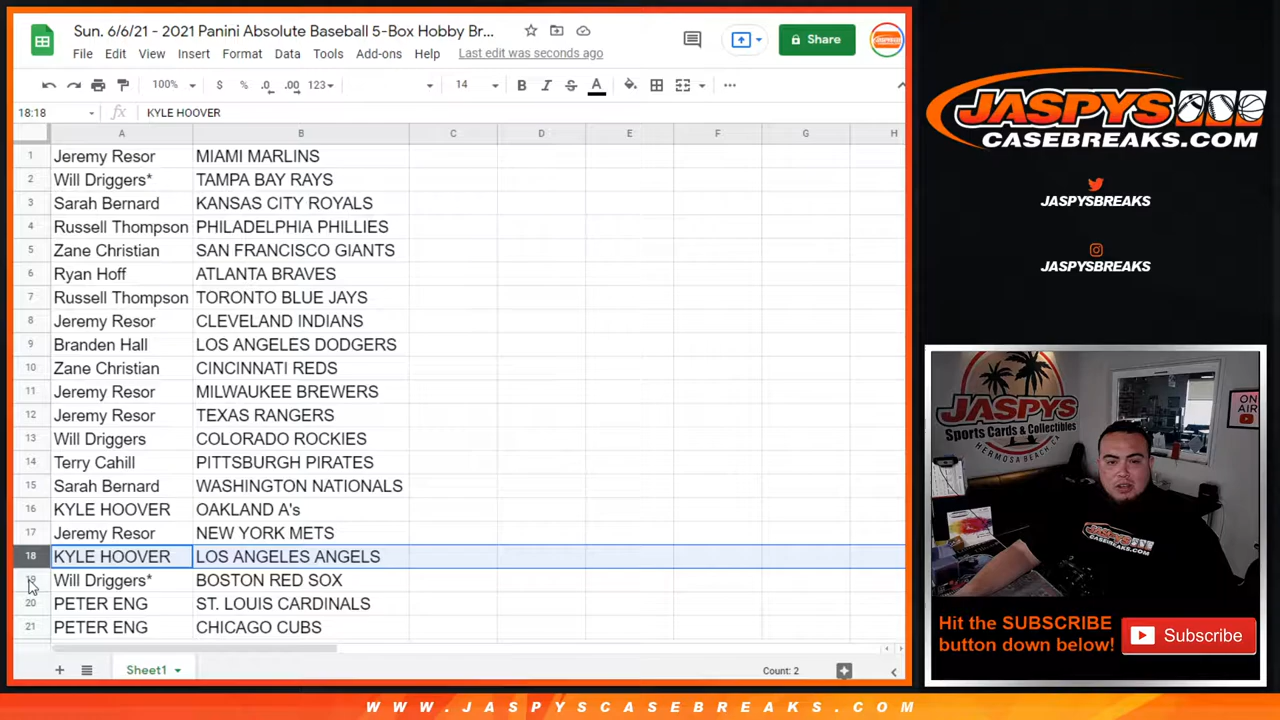 Sun. 6/6/21 - 2021 Panini Absolute Baseball 5-Box Hobby Br...
File Edit View Insert Format Data Tools Add-ons Help Last edit was seconds ago
Share
100% $ % .0 .00 123 14 B I S A
18:18 fx KYLE HOOVER
A B C D E F G H
1 Jeremy Resor MIAMI MARLINS
2 Will Driggers* TAMPA BAY RAYS
3 Sarah Bernard KANSAS CITY ROYALS
4 Russell Thompson PHILADELPHIA PHILLIES
5 Zane Christian SAN FRANCISCO GIANTS
6 Ryan Hoff ATLANTA BRAVES
7 Russell Thompson TORONTO BLUE JAYS
8 Jeremy Resor CLEVELAND INDIANS
9 Branden Hall LOS ANGELES DODGERS
10 Zane Christian CINCINNATI REDS
11 Jeremy Resor MILWAUKEE BREWERS
12 Jeremy Resor TEXAS RANGERS
13 Will Driggers COLORADO ROCKIES
14 Terry Cahill PITTSBURGH PIRATES
15 Sarah Bernard WASHINGTON NATIONALS
16 KYLE HOOVER OAKLAND A's
17 Jeremy Resor NEW YORK METS
18 KYLE HOOVER LOS ANGELES ANGELS
19 Will Driggers* BOSTON RED SOX
20 PETER ENG ST. LOUIS CARDINALS
21 PETER ENG CHICAGO CUBS
Sheet1 Count: 2
JASPYS
CASEBREAKS.COM
JASPYSBREAKS
JASPYSBREAKS
JASPYS
Sports Cards & Collectibles
HERMOSA BEACH, CA
ON
AIR
JASPYS
CASEBREAKS.COM
Hit the SUBSCRIBE
button down below!
Subscribe
WWW.JASPYSCASEBREAKS.COM